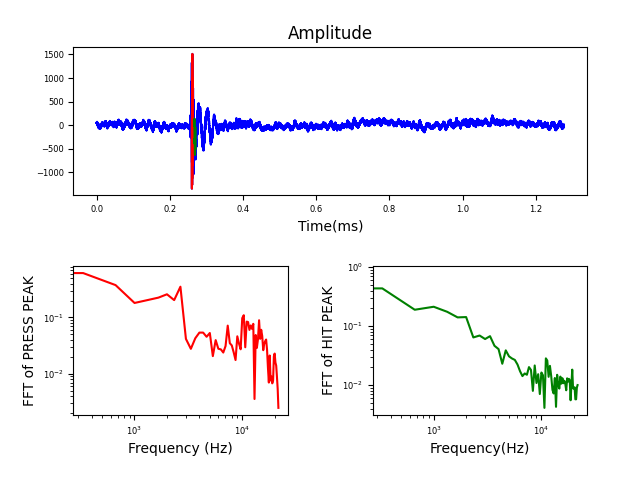 Amplitude
1500
1000
500
0
−500
−1000
0.0 0.2 0.4 0.6 0.8 1.0 1.2
Time(ms)
FFT of PRESS PEAK
10⁻¹
10⁻²
10³ 10⁴
Frequency (Hz)
FFT of HIT PEAK
10⁰
10⁻¹
10⁻²
10³ 10⁴
Frequency(Hz)